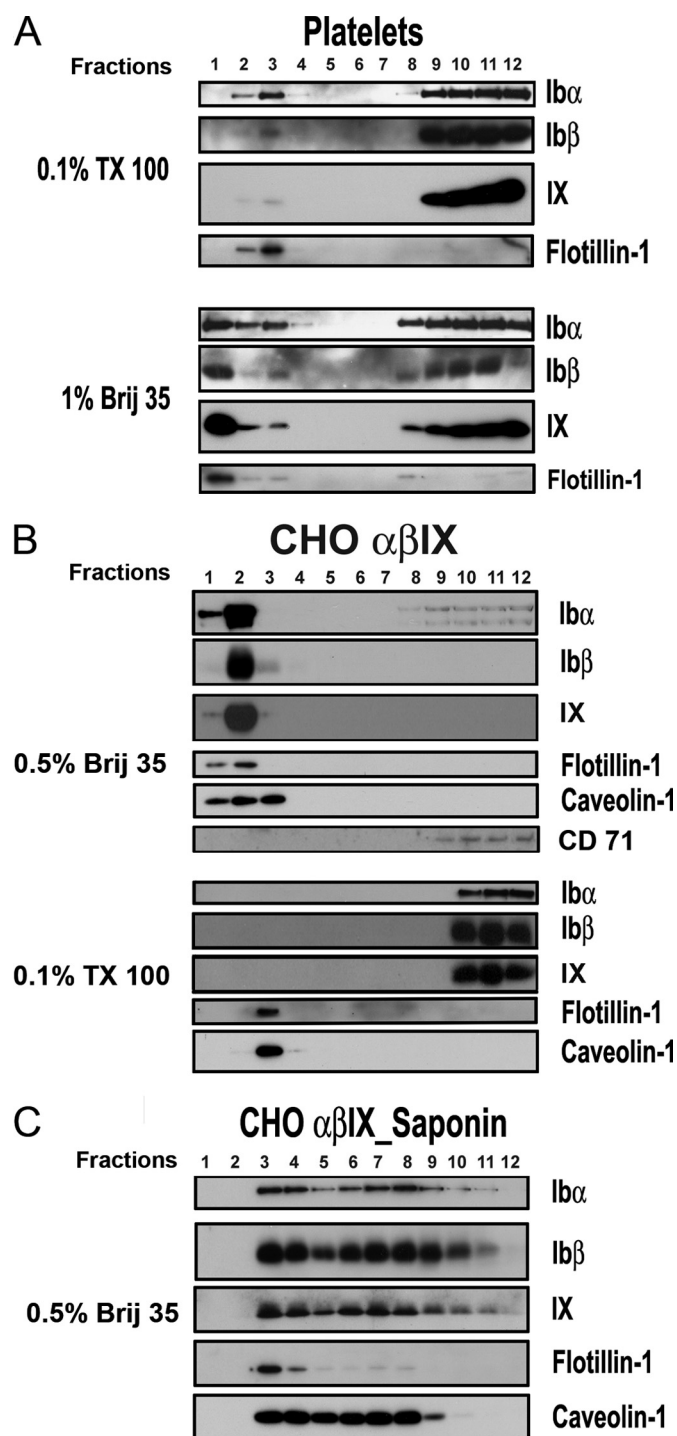 A Platelets
Fractions 1 2 3 4 5 6 7 8 9 10 11 12
Ibα
Ibβ
0.1% TX 100
IX
Flotillin-1
Ibα
Ibβ
1% Brij 35
IX
Flotillin-1
B CHO αβIX
Fractions 1 2 3 4 5 6 7 8 9 10 11 12
Ibα
Ibβ
IX
0.5% Brij 35 Flotillin-1
Caveolin-1
CD 71
Ibα
Ibβ
0.1% TX 100 IX
Flotillin-1
Caveolin-1
C CHO αβIX_Saponin
Fractions 1 2 3 4 5 6 7 8 9 10 11 12
Ibα
Ibβ
0.5% Brij 35 IX
Flotillin-1
Caveolin-1